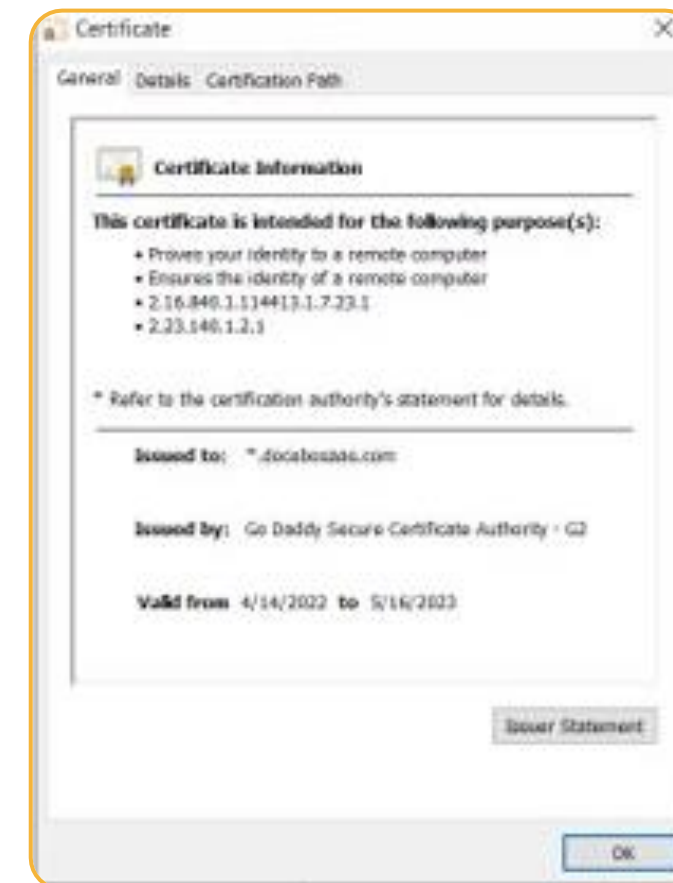 Certificate
General Details Certification Path
Certificate Information
This certificate is intended for the following purpose(s):
• Proves your identity to a remote computer
• Ensures the identity of a remote computer
• 2.16.840.1.114413.1.7.23.1
• 2.23.140.1.2.1
* Refer to the certification authority's statement for details.
Issued to:
Issued by: Go Daddy Secure Certificate Authority - G2
Valid from 4/14/2022 to 5/16/2023
Issuer Statement
OK